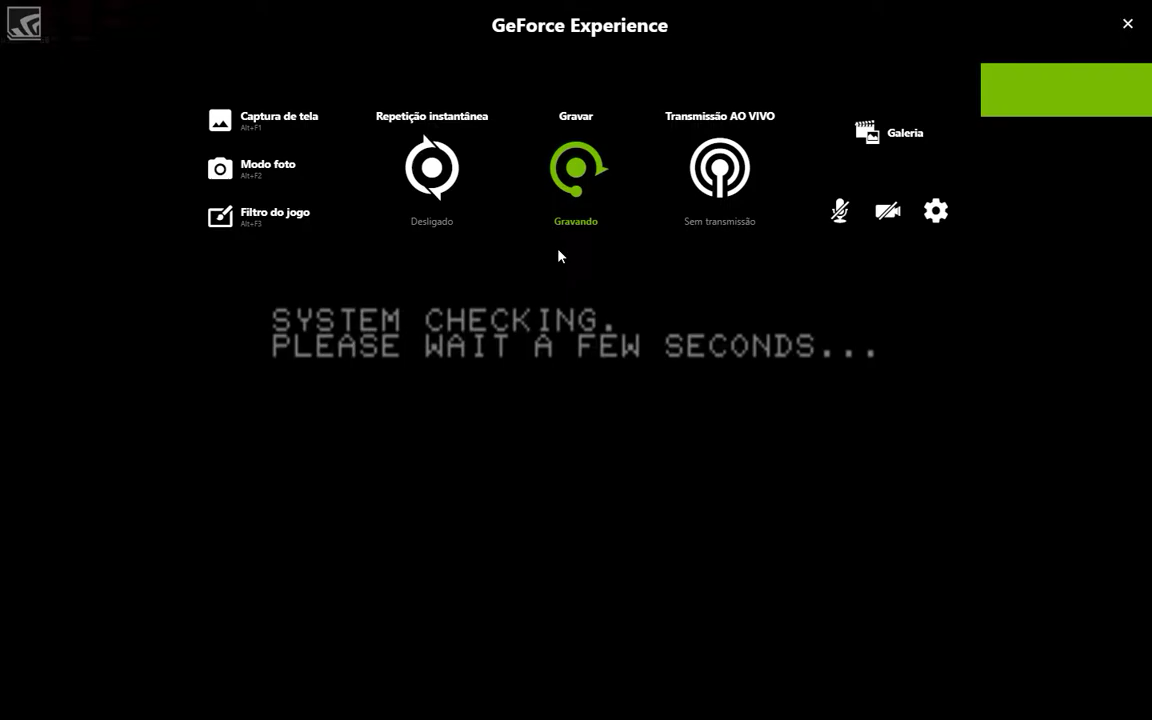 GeForce Experience
Captura de tela
Alt+F1
Modo foto
Alt+F2
Filtro do jogo
Alt+F3
Repetição instantânea
Desligado
Gravar
Gravando
Transmissão AO VIVO
Sem transmissão
Galeria
SYSTEM CHECKING.
PLEASE WAIT A FEW SECONDS...